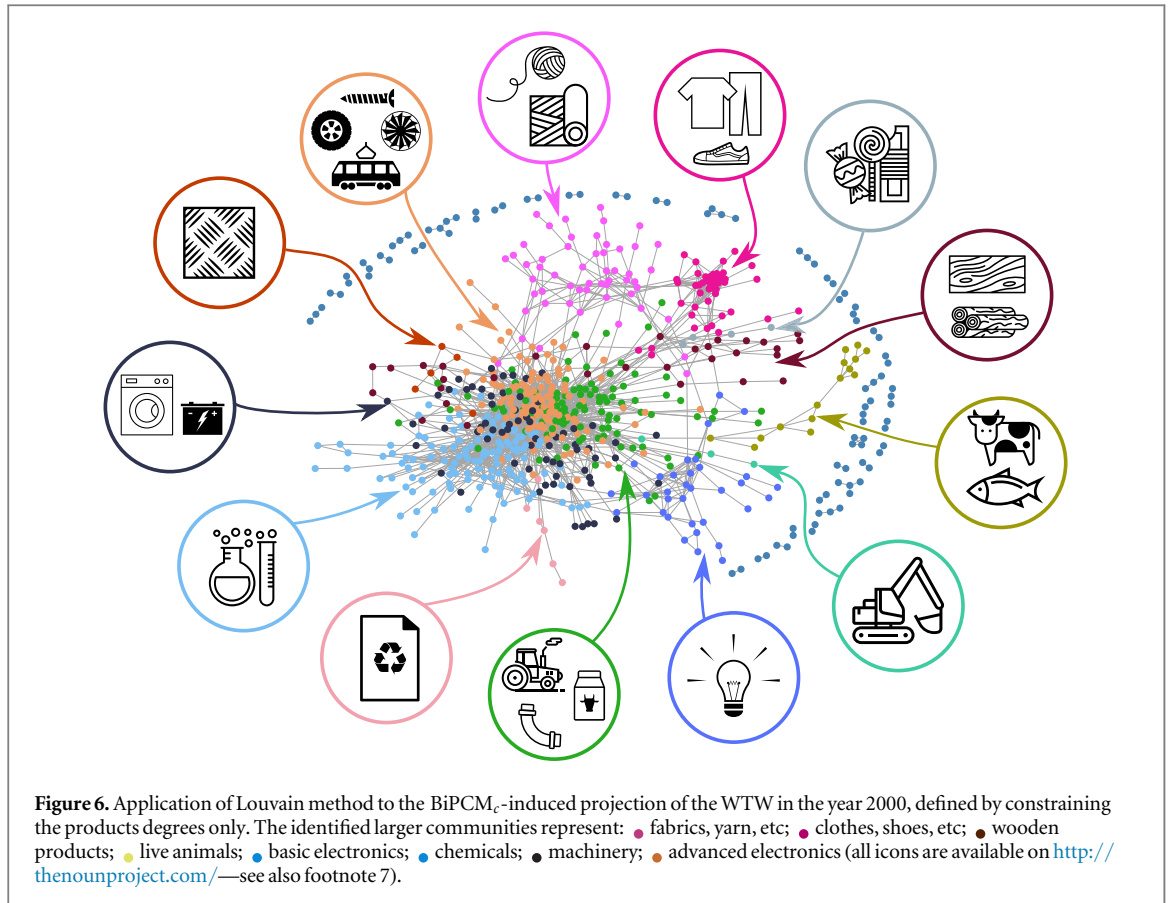 Figure 6. Application of Louvain method to the BiPCMc-induced projection of the WTW in the year 2000, defined by constraining
the products degrees only. The identified larger communities represent: ● fabrics, yarn, etc; ● clothes, shoes, etc; ● wooden
products; ● live animals; ● basic electronics; ● chemicals; ● machinery; ● advanced electronics (all icons are available on http://
thenounproject.com/—see also footnote 7).